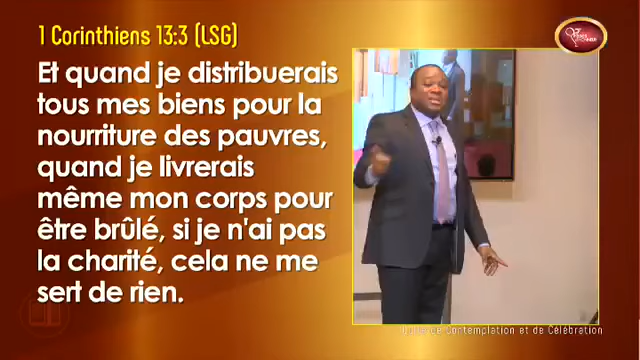 1 Corinthiens 13:3 (LSG)
Et quand je distribuerais
tous mes biens pour la
nourriture des pauvres,
quand je livrerais
même mon corps pour
être brûlé, si je n'ai pas
la charité, cela ne me
sert de rien.
Contemplation et de Célébration